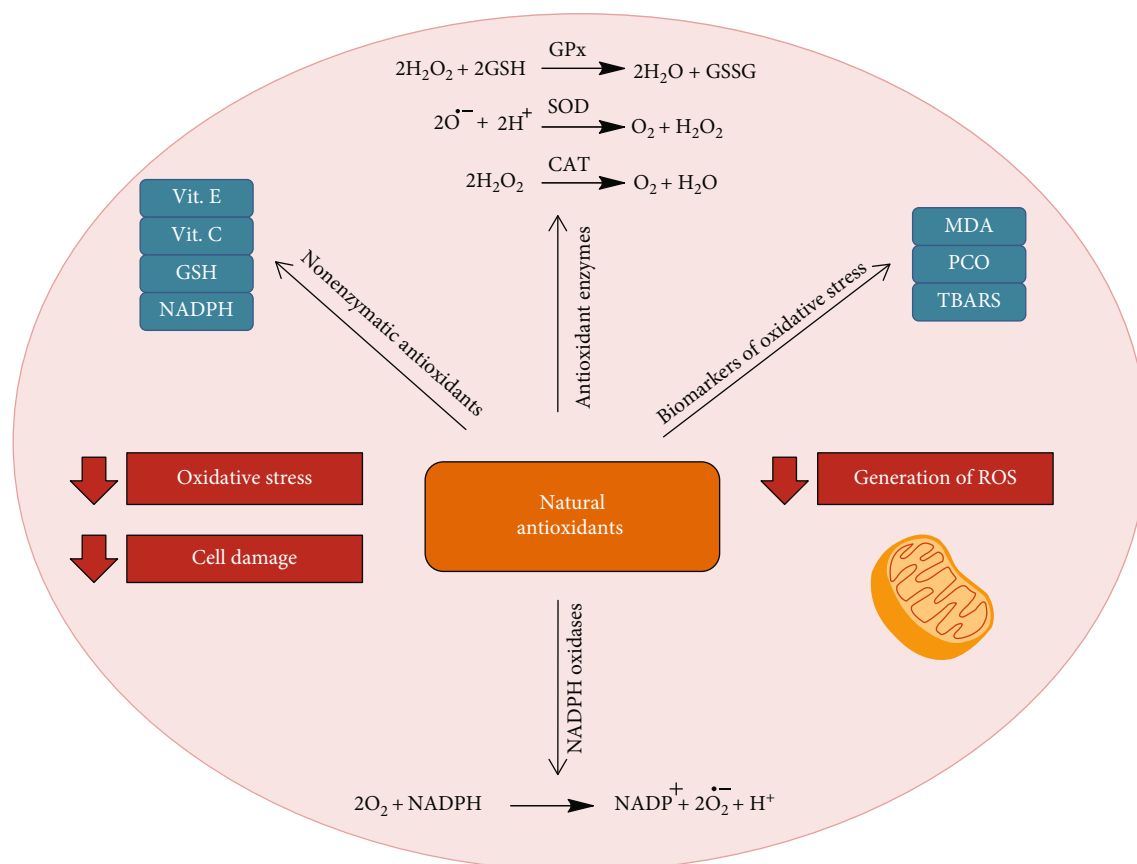 GPx
2H₂O₂ + 2GSH 2H₂O + GSSG
SOD
2O•− + 2H⁺ O₂ + H₂O₂
CAT
2H₂O₂ O₂ + H₂O
Vit. E
Vit. C
GSH
NADPH
Nonenzymatic antioxidants
Antioxidant enzymes
Biomarkers of oxidative stress
MDA
PCO
TBARS
Oxidative stress
Cell damage
Natural
antioxidants
Generation of ROS
NADPH oxidases
2O₂ + NADPH NADP⁺ + 2O₂•− + H⁺